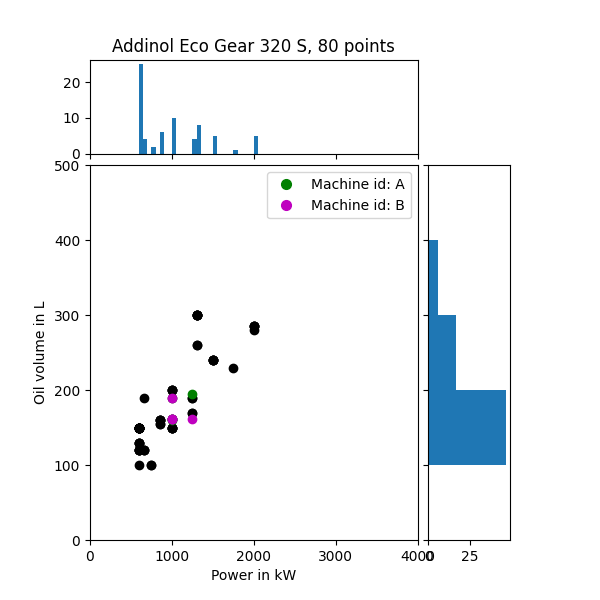 Addinol Eco Gear 320 S, 80 points
20
10
0
500
400
300
200
100
0
Oil volume in L
Machine id: A
Machine id: B
0 1000 2000 3000 4000
0 25
Power in kW